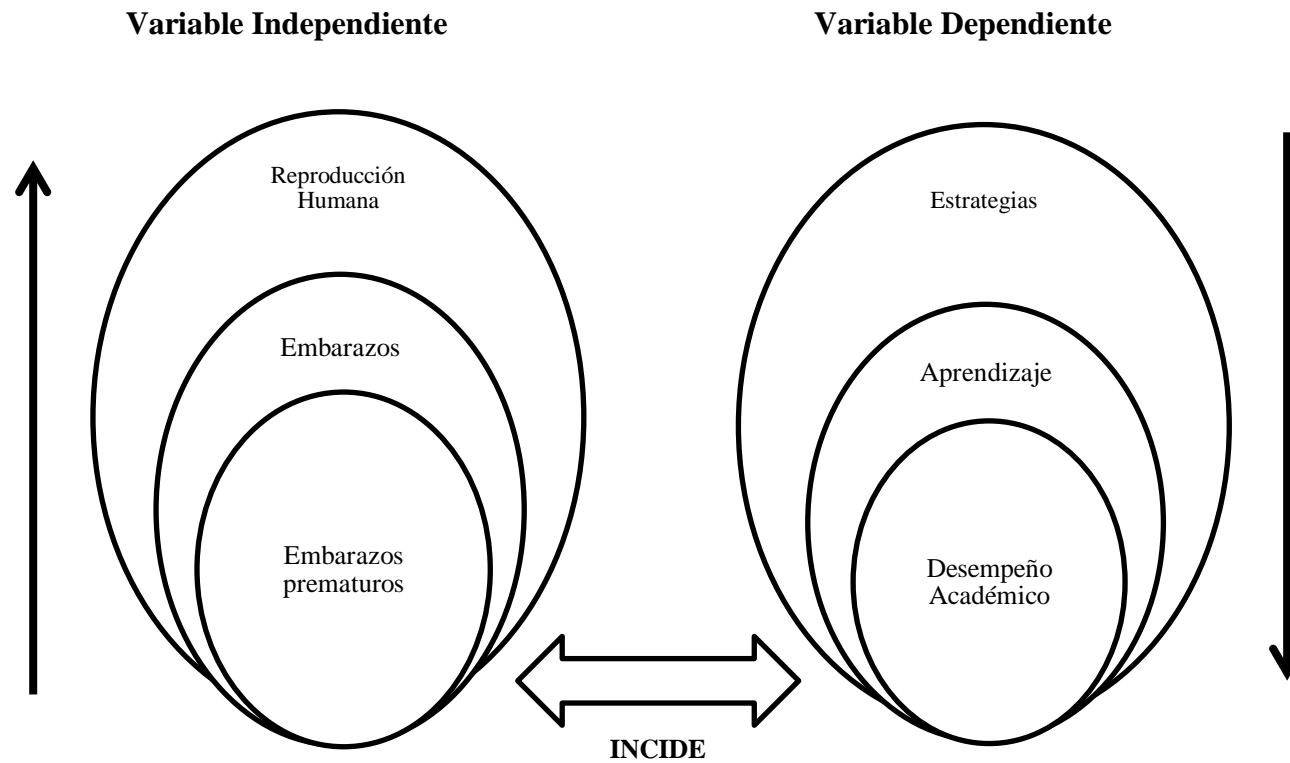 Variable Independiente
Variable Dependiente
Reproducción
Humana
Embarazos
Embarazos
prematuros
Estrategias
Aprendizaje
Desempeño
Académico
INCIDE